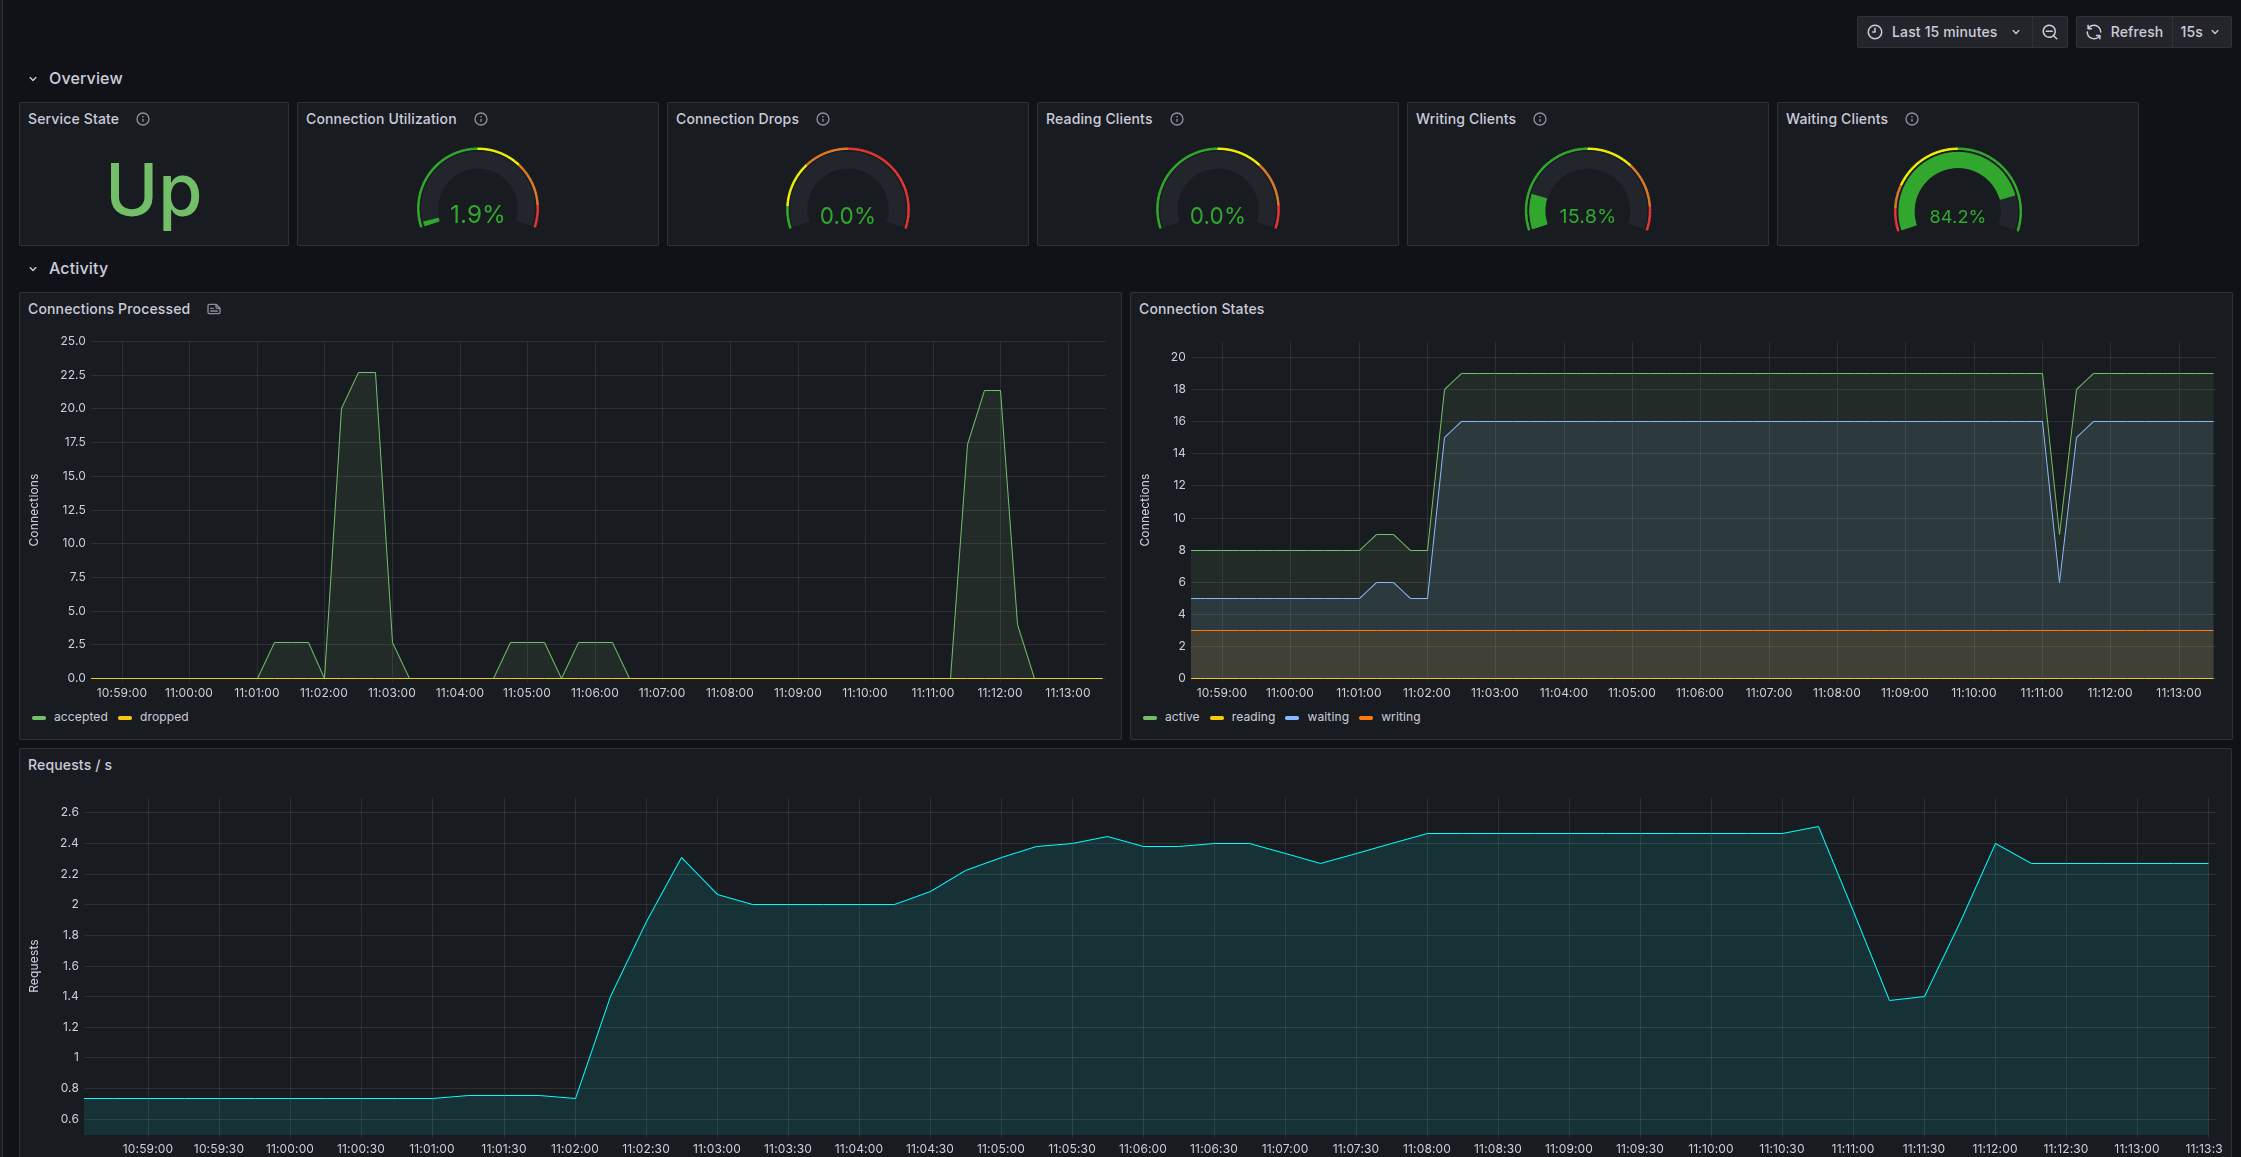 Last 15 minutes Refresh 15s
Overview
Service State Connection Utilization Connection Drops Reading Clients Writing Clients Waiting Clients
Up 1.9% 0.0% 0.0% 15.8% 84.2%
Activity
Connections Processed
Connections
25.0
22.5
20.0
17.5
15.0
12.5
10.0
7.5
5.0
2.5
0.0
10:59:00 11:00:00 11:01:00 11:02:00 11:03:00 11:04:00 11:05:00 11:06:00 11:07:00 11:08:00 11:09:00 11:10:00 11:11:00 11:12:00 11:13:00
accepted dropped
Connection States
Connections
20
18
16
14
12
10
8
6
4
2
0
10:59:00 11:00:00 11:01:00 11:02:00 11:03:00 11:04:00 11:05:00 11:06:00 11:07:00 11:08:00 11:09:00 11:10:00 11:11:00 11:12:00 11:13:00
active reading waiting writing
Requests / s
Requests
2.6
2.4
2.2
2
1.8
1.6
1.4
1.2
1
0.8
0.6
10:59:00 10:59:30 11:00:00 11:00:30 11:01:00 11:01:30 11:02:00 11:02:30 11:03:00 11:03:30 11:04:00 11:04:30 11:05:00 11:05:30 11:06:00 11:06:30 11:07:00 11:07:30 11:08:00 11:08:30 11:09:00 11:09:30 11:10:00 11:10:30 11:11:00 11:11:30 11:12:00 11:12:30 11:13:00 11:13:3